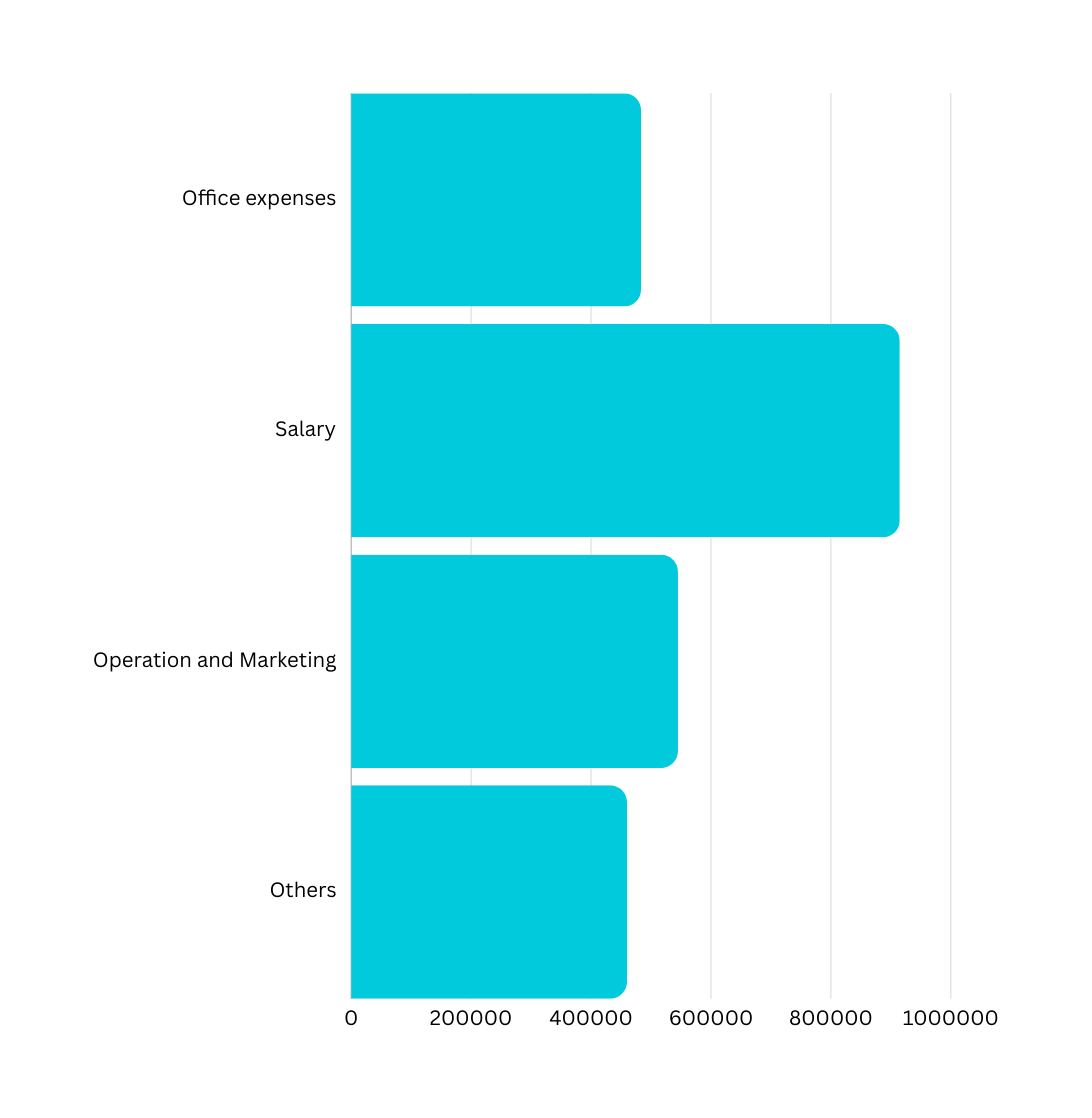 Office expenses
Salary
Operation and Marketing
Others
0 200000 400000 600000 800000 1000000